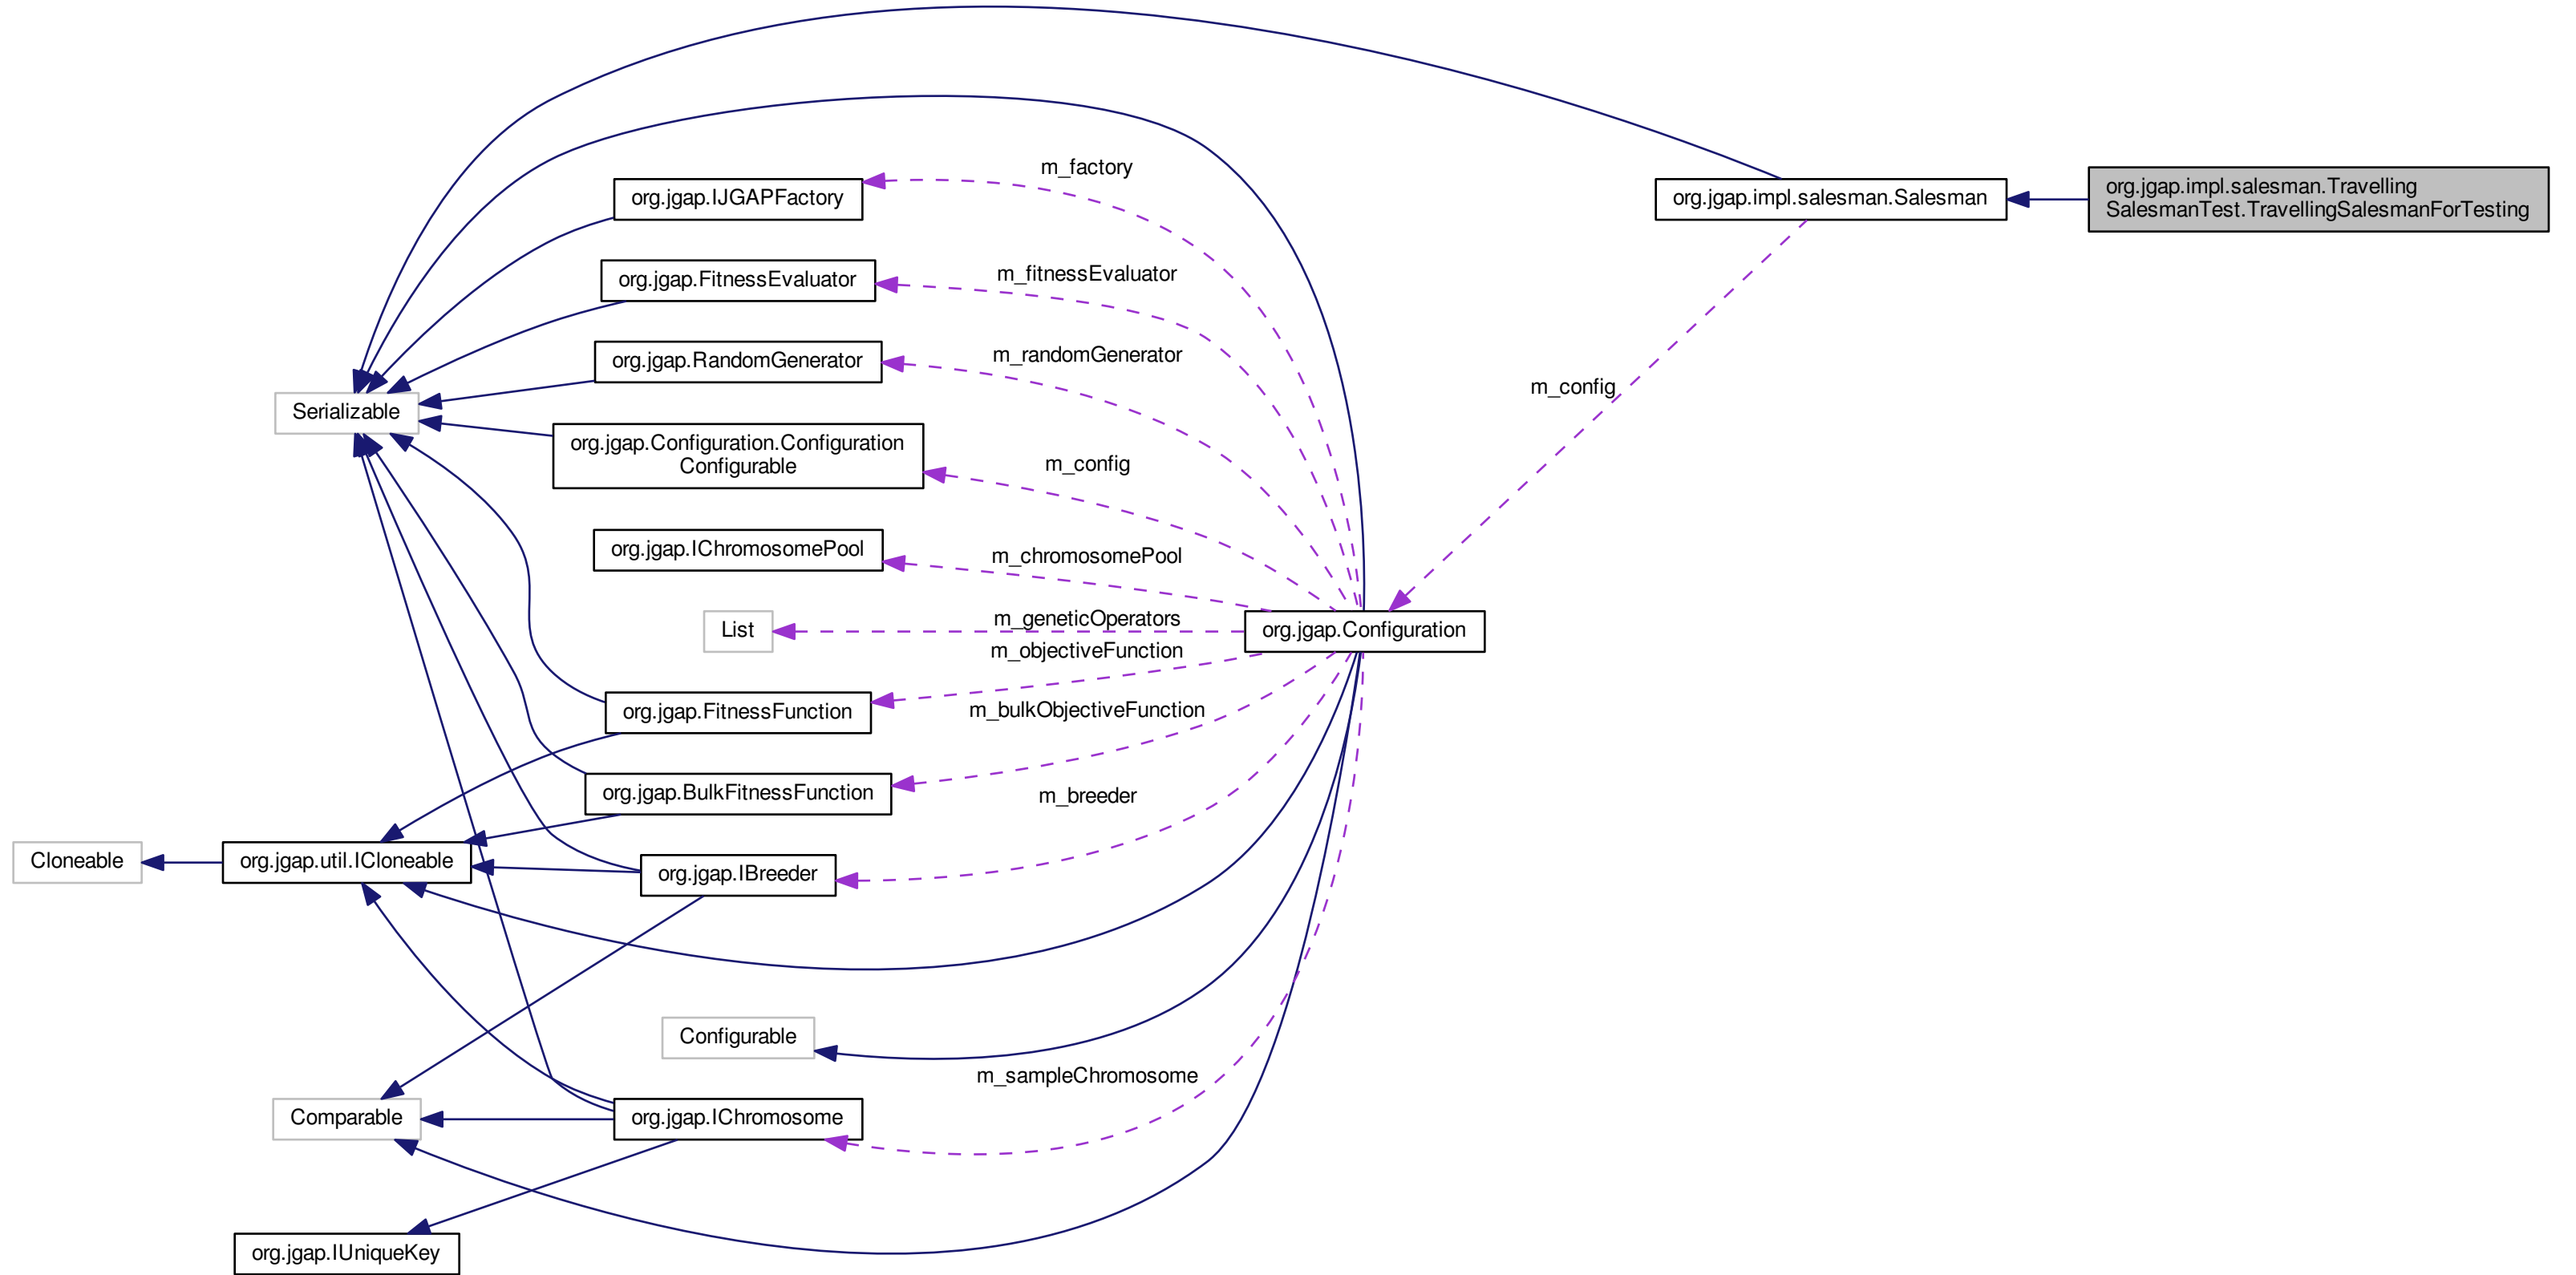 m_factory
org.jgap.impl.salesman.Travelling
SalesmanTest.TravellingSalesmanForTesting
org.jgap.IJGAPFactory
org.jgap.impl.salesman.Salesman
m_fitnessEvaluator
org.jgap.FitnessEvaluator
m_randomGenerator
org.jgap.RandomGenerator
m_config
Serializable
org.jgap.Configuration.Configuration
Configurable
m_config
org.jgap.IChromosomePool
m_chromosomePool
m_geneticOperators
List
org.jgap.Configuration
m_objectiveFunction
org.jgap.FitnessFunction
m_bulkObjectiveFunction
org.jgap.BulkFitnessFunction
m_breeder
Cloneable
org.jgap.util.ICloneable
org.jgap.IBreeder
Configurable
m_sampleChromosome
Comparable
org.jgap.IChromosome
org.jgap.IUniqueKey